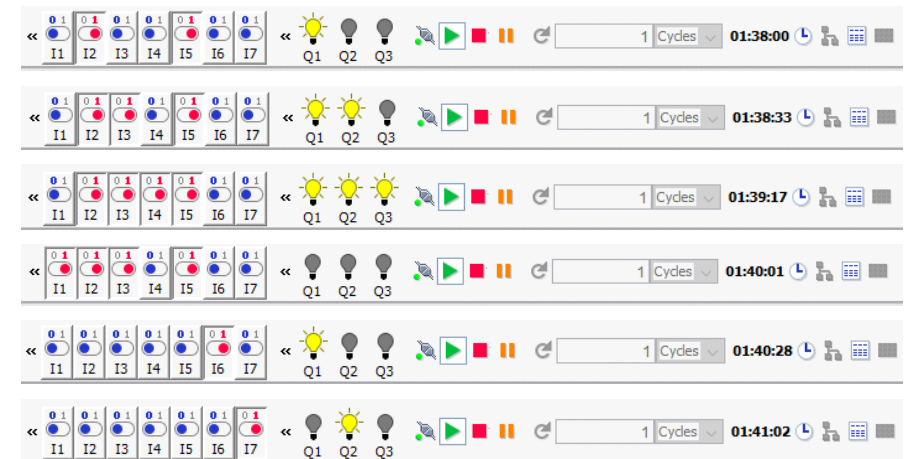 « 0 1 0 1 0 1 0 1 0 1 0 1 0 1 « 1 Cycles 01:38:00
I1 I2 I3 I4 I5 I6 I7 Q1 Q2 Q3
« 0 1 0 1 0 1 0 1 0 1 0 1 0 1 « 1 Cycles 01:38:33
I1 I2 I3 I4 I5 I6 I7 Q1 Q2 Q3
« 0 1 0 1 0 1 0 1 0 1 0 1 0 1 « 1 Cycles 01:39:17
I1 I2 I3 I4 I5 I6 I7 Q1 Q2 Q3
« 0 1 0 1 0 1 0 1 0 1 0 1 0 1 « 1 Cycles 01:40:01
I1 I2 I3 I4 I5 I6 I7 Q1 Q2 Q3
« 0 1 0 1 0 1 0 1 0 1 0 1 0 1 « 1 Cycles 01:40:28
I1 I2 I3 I4 I5 I6 I7 Q1 Q2 Q3
« 0 1 0 1 0 1 0 1 0 1 0 1 0 1 « 1 Cycles 01:41:02
I1 I2 I3 I4 I5 I6 I7 Q1 Q2 Q3